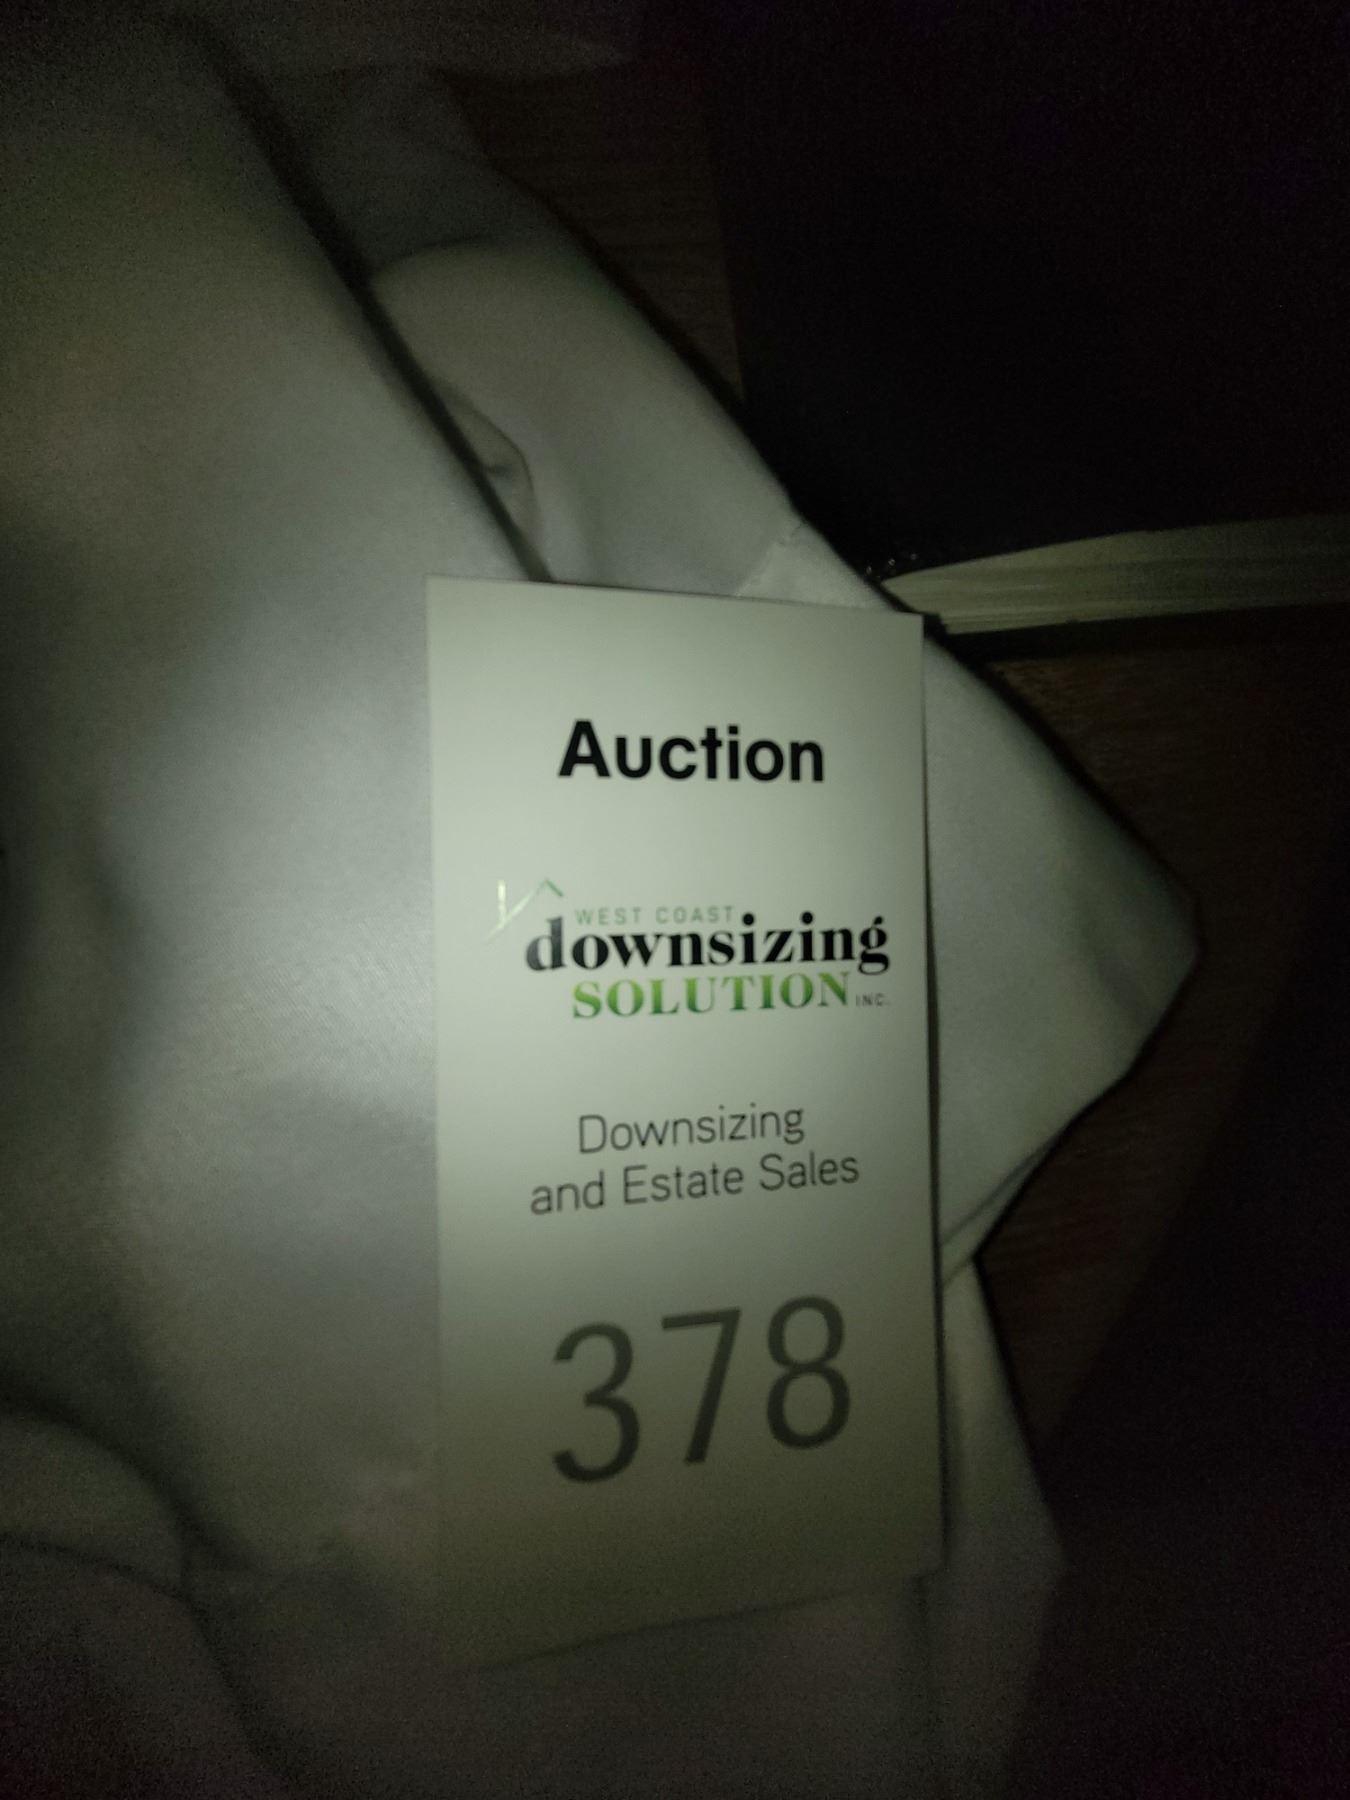 Auction
WEST COAST
downsizing
SOLUTION INC.
Downsizing
and Estate Sales
378